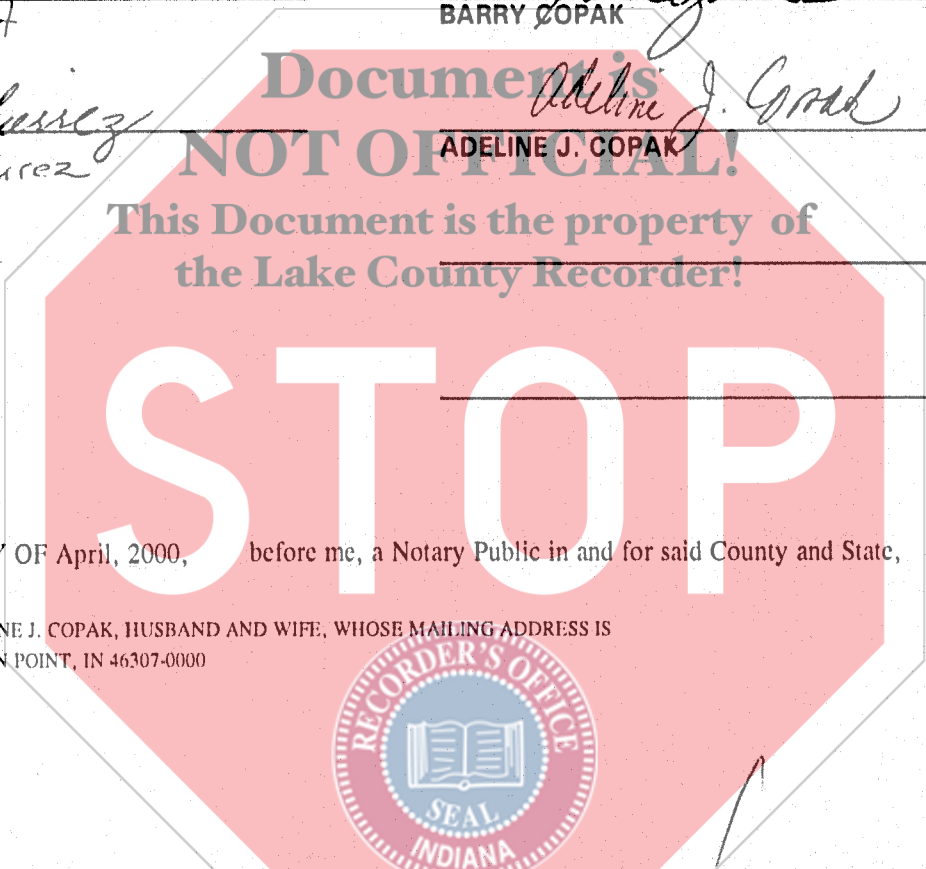 BARRY COPAK
Document is
Adeline J. Copak
NOT OFFICIAL!
ADELINE J. COPAK
This Document is the property of
the Lake County Recorder!
STOP
OF April, 2000, before me, a Notary Public in and for said County and State,
NE J. COPAK, HUSBAND AND WIFE, WHOSE MAILING ADDRESS IS
N POINT, IN 46307-0000
RECORDER'S OFFICE
SEAL
INDIANA